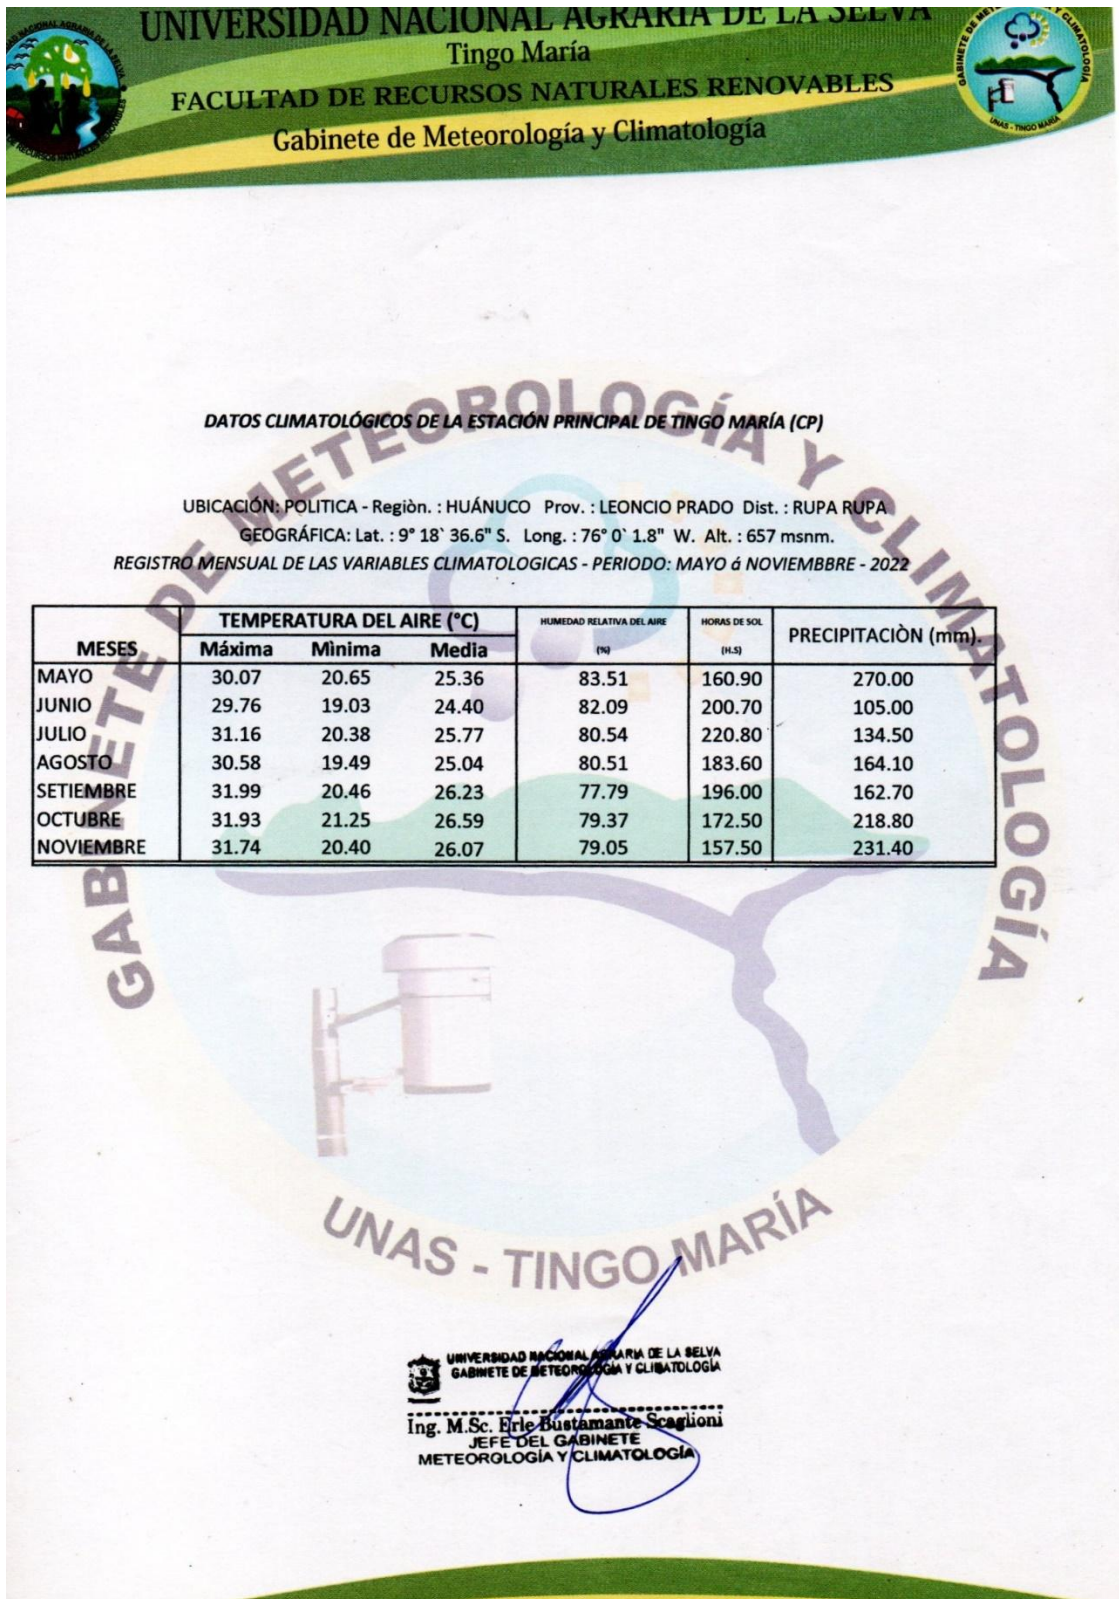 UNIVERSIDAD NACIONAL AGRARIA DE LA SELVA
Tingo María
FACULTAD DE RECURSOS NATURALES RENOVABLES
Gabinete de Meteorología y Climatología
GABINETE DE METEOROLOGÍA Y CLIMATOLOGÍA
UNAS - TINGO MARÍA
DATOS CLIMATOLÓGICOS DE LA ESTACIÓN PRINCIPAL DE TINGO MARÍA (CP)
UBICACIÓN: POLITICA - Regiòn. : HUÁNUCO Prov. : LEONCIO PRADO Dist. : RUPA RUPA
GEOGRÁFICA: Lat. : 9° 18` 36.6" S. Long. : 76° 0` 1.8" W. Alt. : 657 msnm.
REGISTRO MENSUAL DE LAS VARIABLES CLIMATOLOGICAS - PERIODO: MAYO á NOVIEMBBRE - 2022
MESES TEMPERATURA DEL AIRE (°C) HUMEDAD RELATIVA DEL AIRE (%) HORAS DE SOL (H.S) PRECIPITACIÒN (mm).
Máxima Mìnima Media
MAYO 30.07 20.65 25.36 83.51 160.90 270.00
JUNIO 29.76 19.03 24.40 82.09 200.70 105.00
JULIO 31.16 20.38 25.77 80.54 220.80 134.50
AGOSTO 30.58 19.49 25.04 80.51 183.60 164.10
SETIEMBRE 31.99 20.46 26.23 77.79 196.00 162.70
OCTUBRE 31.93 21.25 26.59 79.37 172.50 218.80
NOVIEMBRE 31.74 20.40 26.07 79.05 157.50 231.40
GABINETE DE METEOROLOGÍA Y CLIMATOLOGÍA
UNAS - TINGO MARÍA
UNIVERSIDAD NACIONAL AGRARIA DE LA SELVA
GABINETE DE METEOROLOGÍA Y CLIMATOLOGÍA
Ing. M.Sc. Erle Bustamante Scaglioni
JEFE DEL GABINETE
METEOROLOGÍA Y CLIMATOLOGÍA